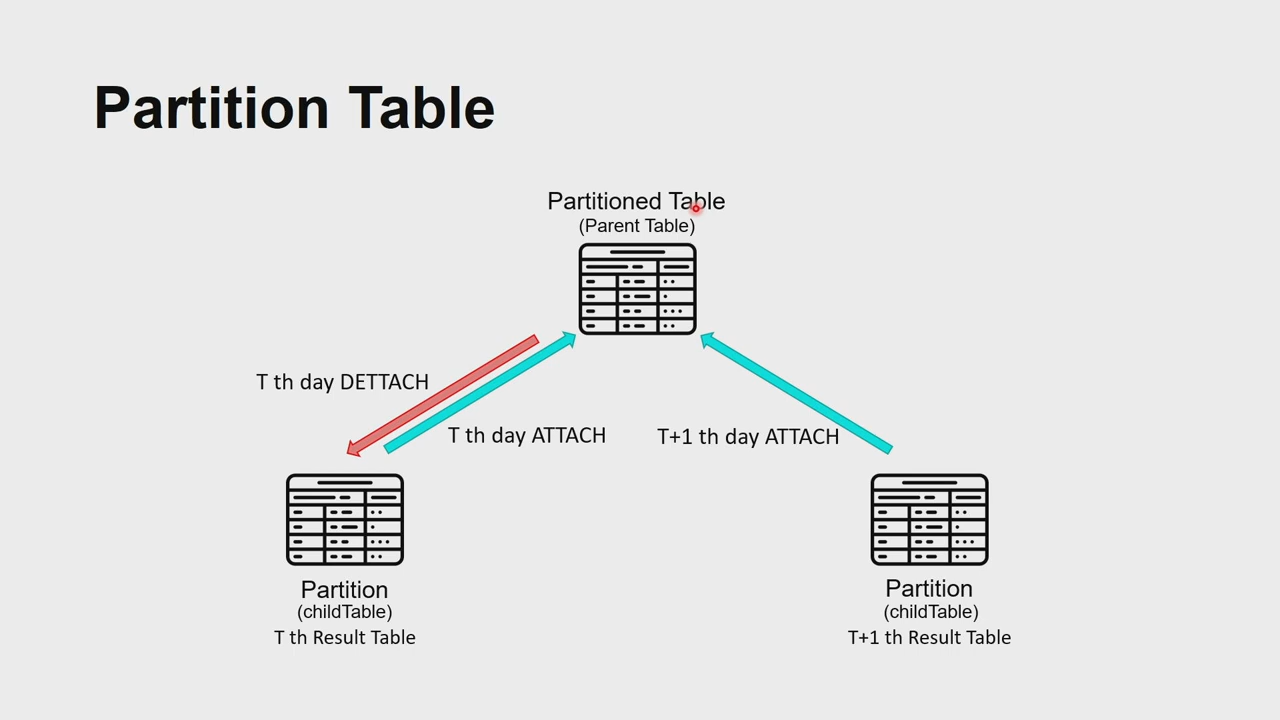 Partition Table
Partitioned Table
(Parent Table)
T th day DETTACH
T th day ATTACH
T+1 th day ATTACH
Partition
(childTable)
T th Result Table
Partition
(childTable)
T+1 th Result Table